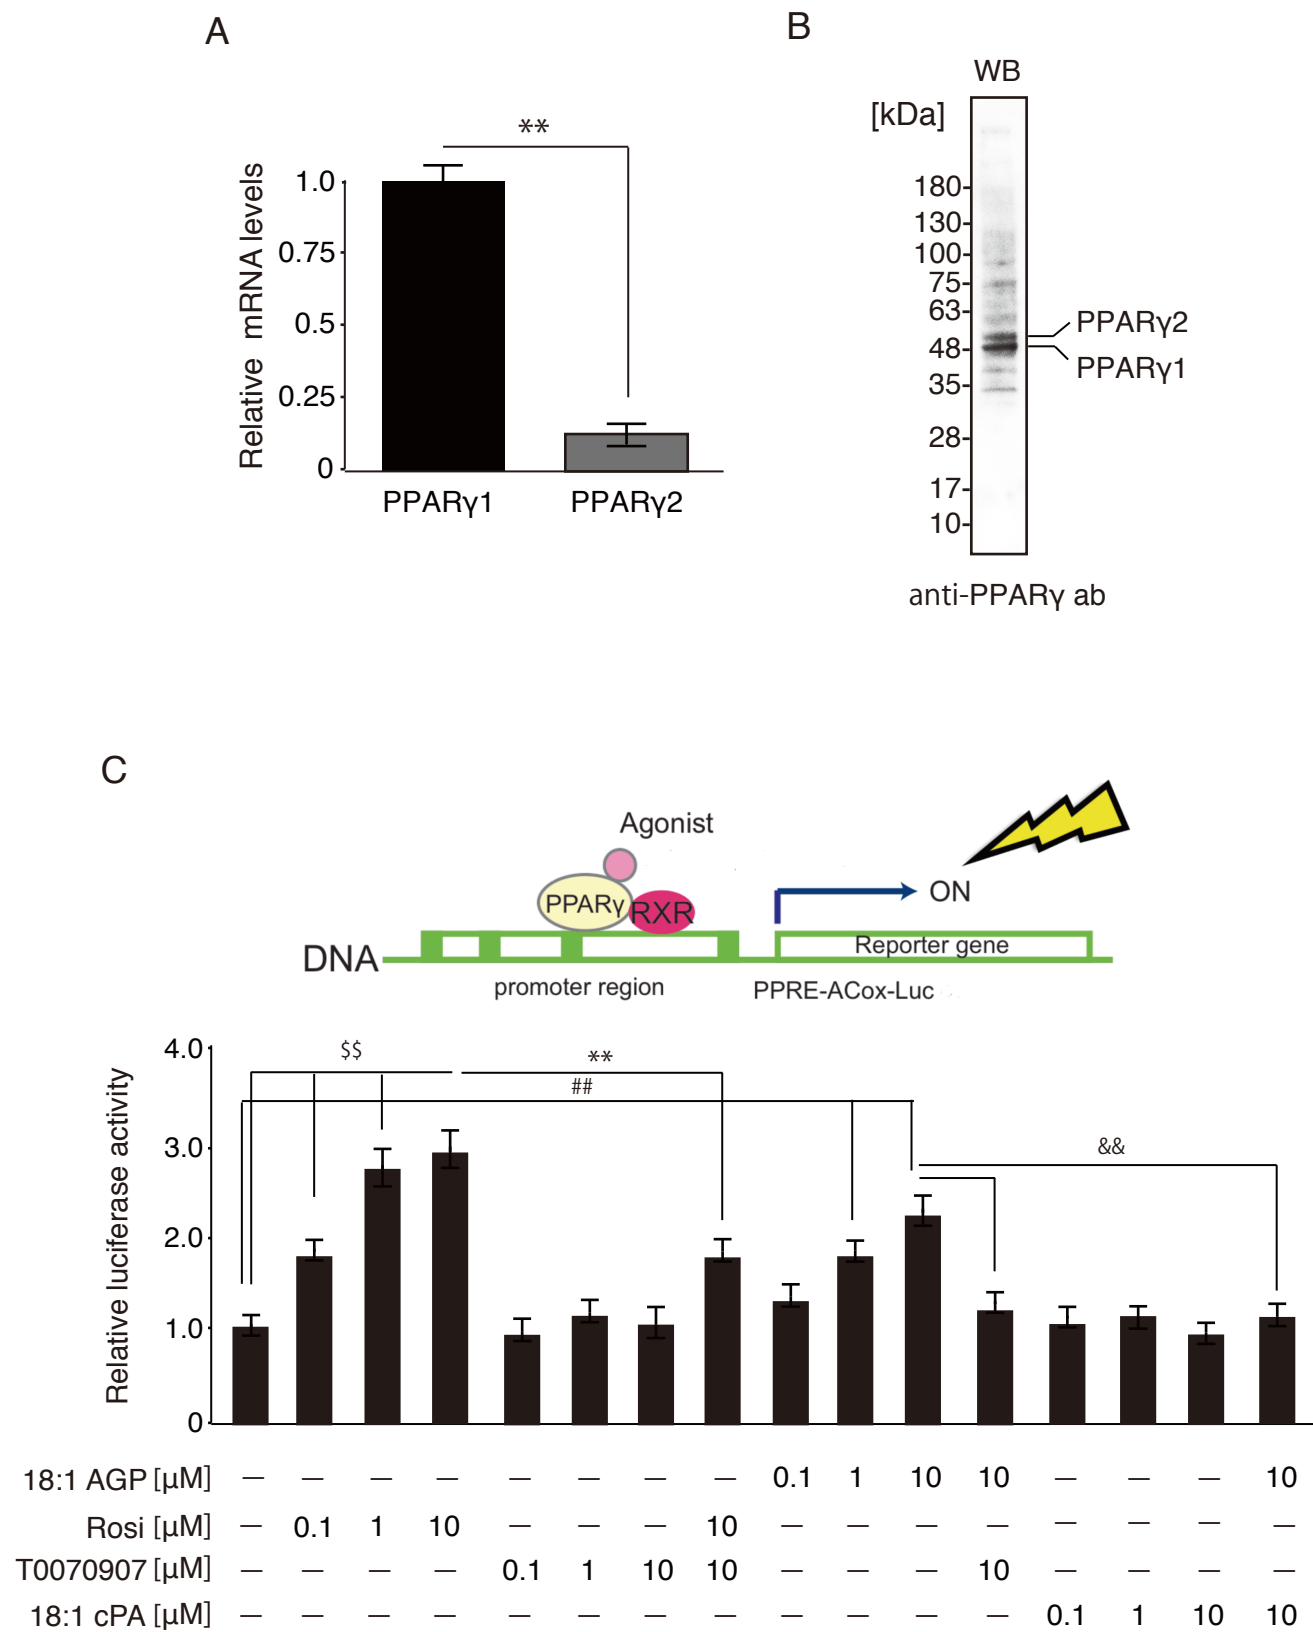 A
**
Relative mRNA levels
1.0
0.75
0.5
0.25
0
PPARγ1 PPARγ2
B
WB
[kDa]
180-
130-
100-
75-
63-
48-
35-
28-
17-
10-
PPARγ2
PPARγ1
anti-PPARγ ab
C
Agonist
PPARγ
RXR
ON
DNA
Reporter gene
promoter region
PPRE-ACox-Luc
Relative luciferase activity
4.0
3.0
2.0
1.0
0
$$
**
##
&&
18:1 AGP [μM] — — — — — — — — 0.1 1 10 10 — — — 10
Rosi [μM] — 0.1 1 10 — — — 10 — — — — — — — —
T0070907 [μM] — — — — 0.1 1 10 10 — — — 10 — — — —
18:1 cPA [μM] — — — — — — — — — — — — 0.1 1 10 10